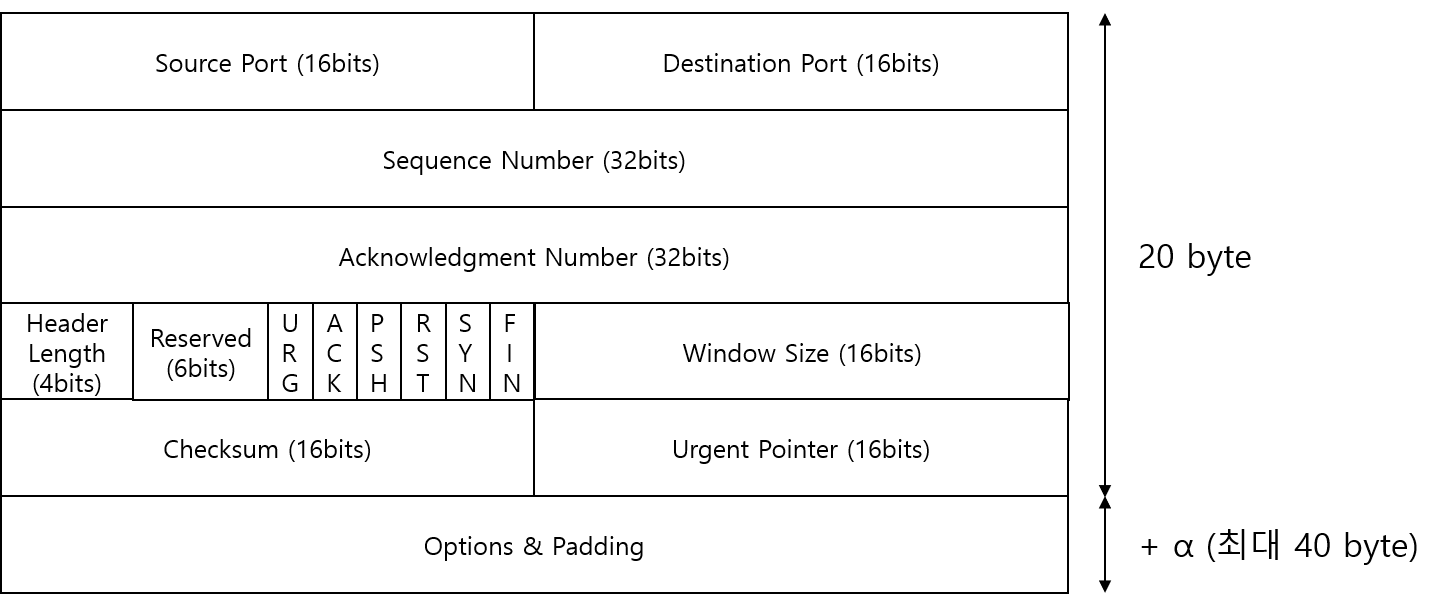 Source Port (16bits)
Destination Port (16bits)
Sequence Number (32bits)
Acknowledgment Number (32bits)
20 byte
Header
Length
(4bits)
Reserved
(6bits)
URG
ACK
PSH
RST
SYN
FIN
Window Size (16bits)
Checksum (16bits)
Urgent Pointer (16bits)
Options & Padding
+ α (최대 40 byte)